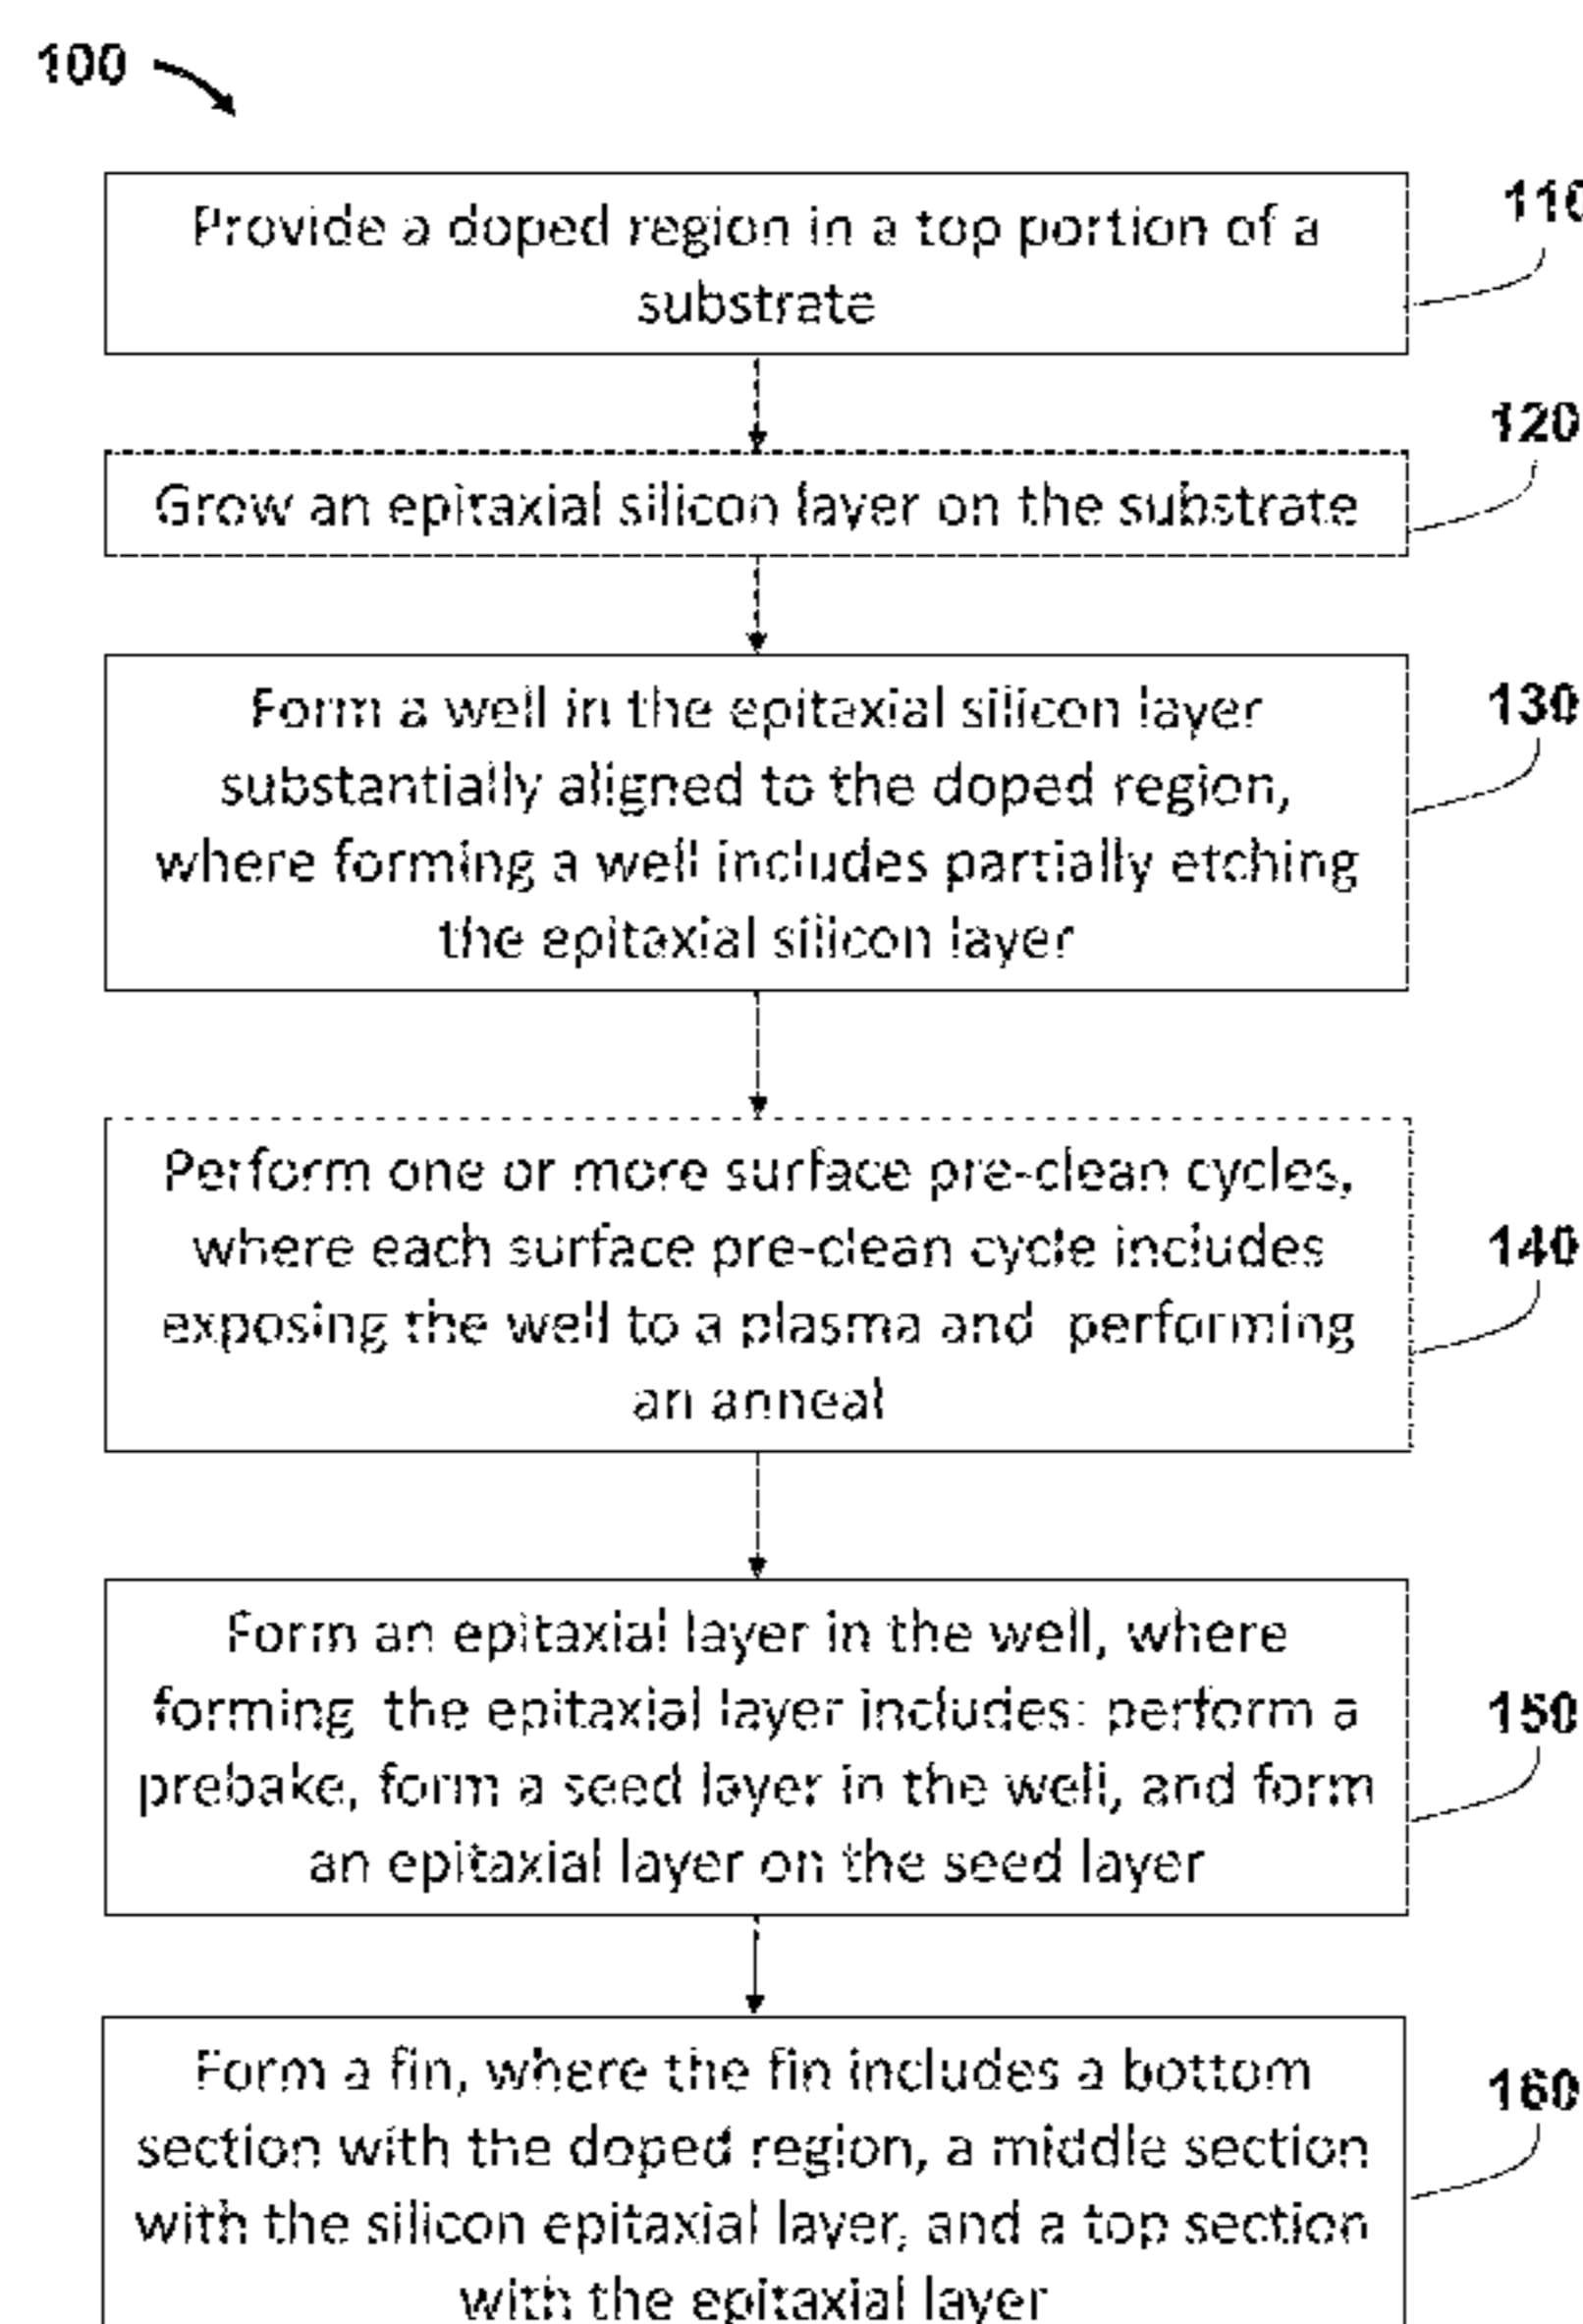 100
Provide a doped region in a top portion of a
substrate
110
Grow an epitaxial silicon layer on the substrate
120
Form a well in the epitaxial silicon layer
substantially aligned to the doped region,
where forming a well includes partially etching
the epitaxial silicon layer
130
Perform one or more surface pre-clean cycles,
where each surface pre-clean cycle includes
exposing the well to a plasma and performing
an anneal
140
Form an epitaxial layer in the well, where
forming the epitaxial layer includes: perform a
prebake, form a seed layer in the well, and form
an epitaxial layer on the seed layer
150
Form a fin, where the fin includes a bottom
section with the doped region, a middle section
with the silicon epitaxial layer, and a top section
with the epitaxial layer
160